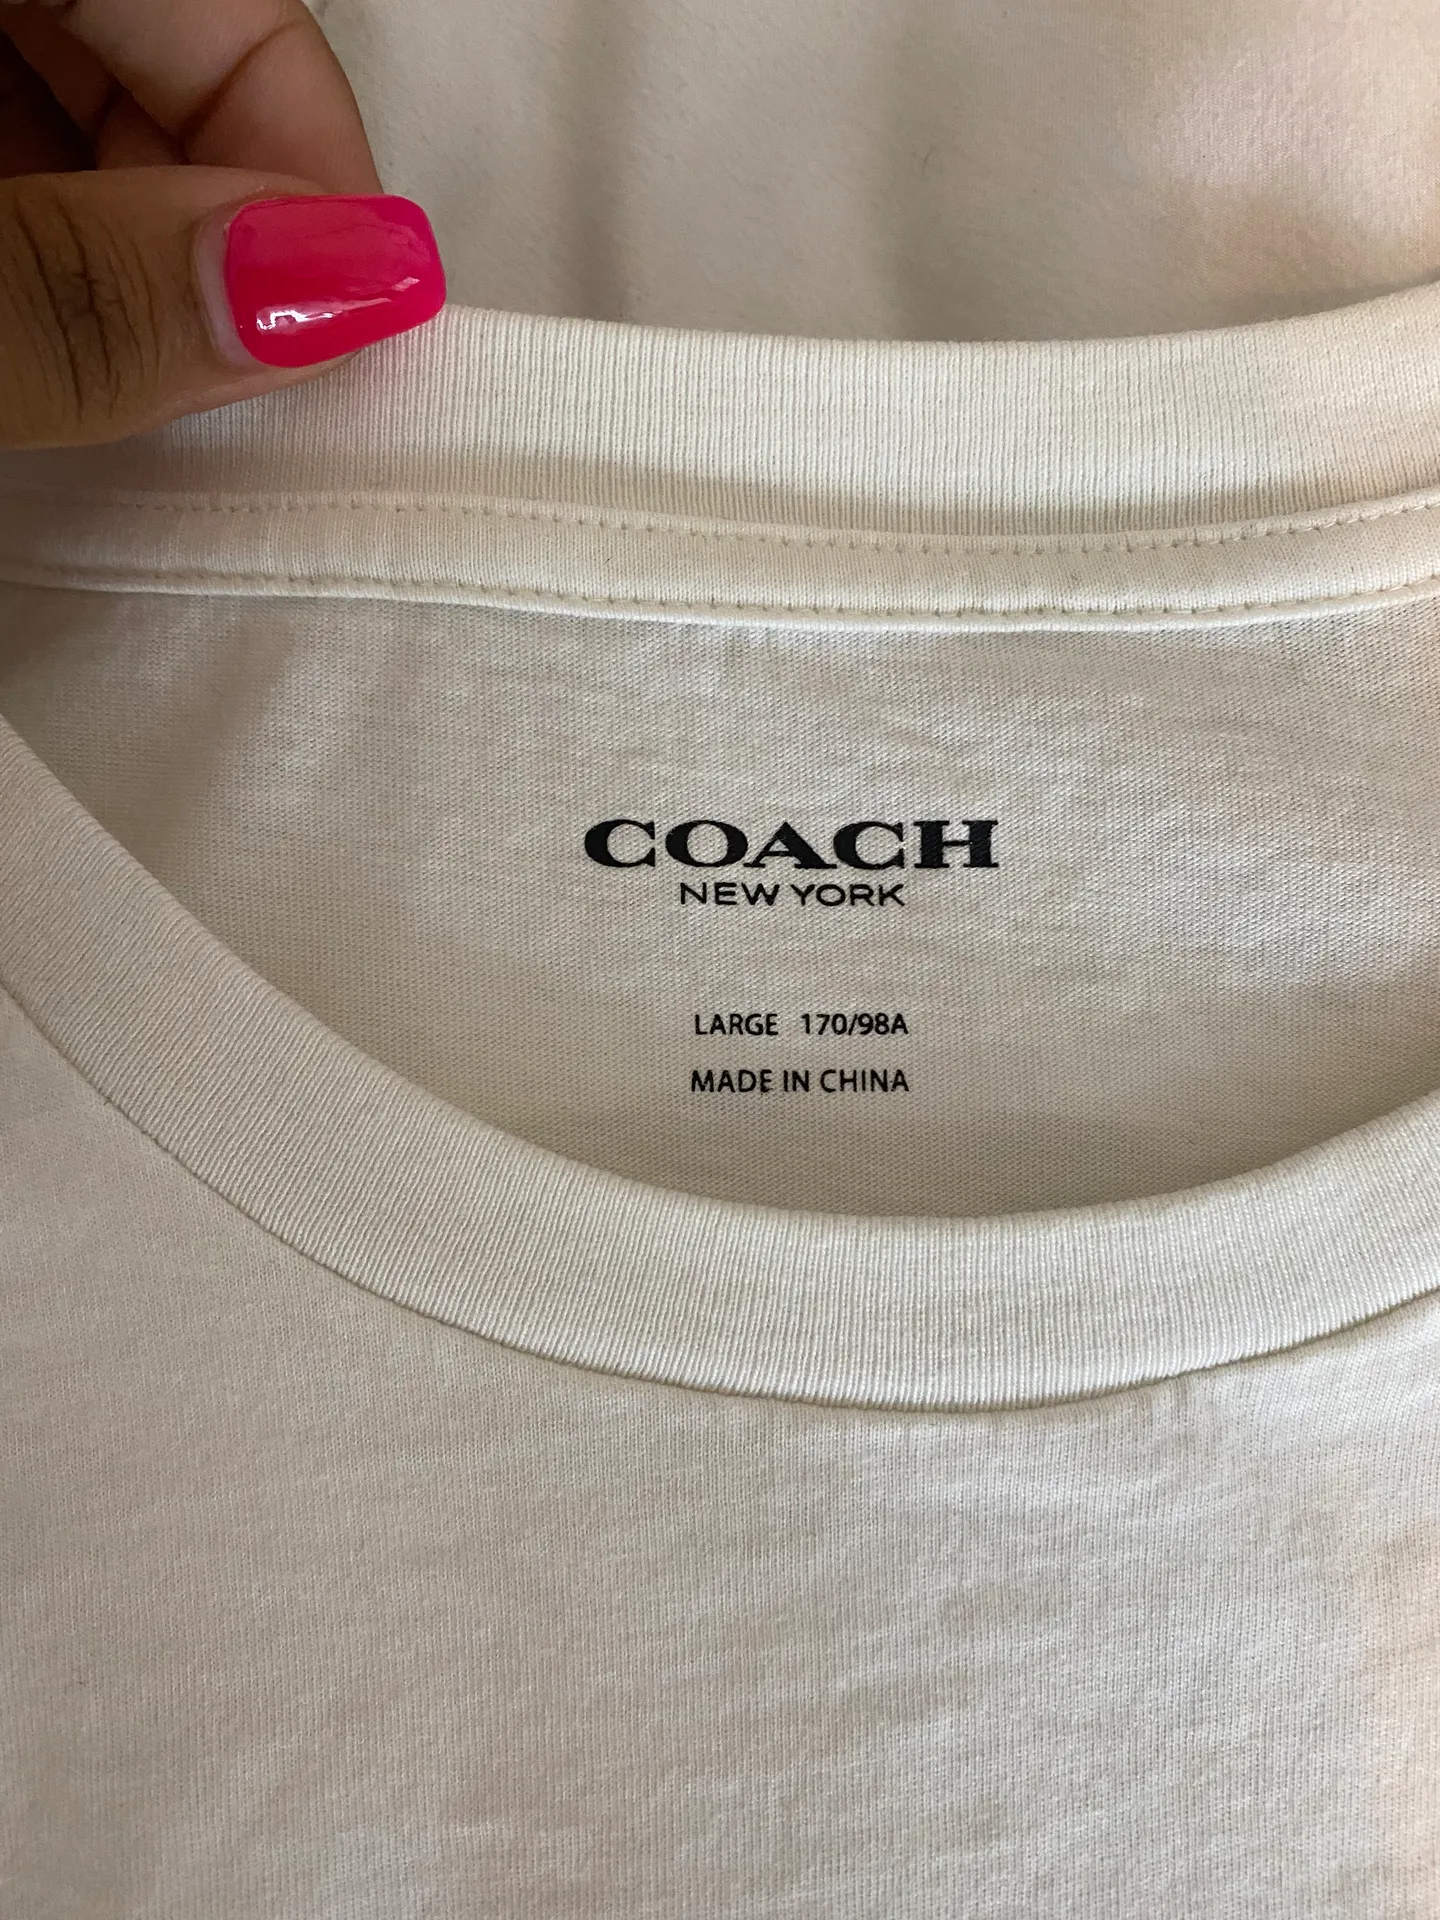 COACH
NEW YORK
LARGE 170/98A
MADE IN CHINA